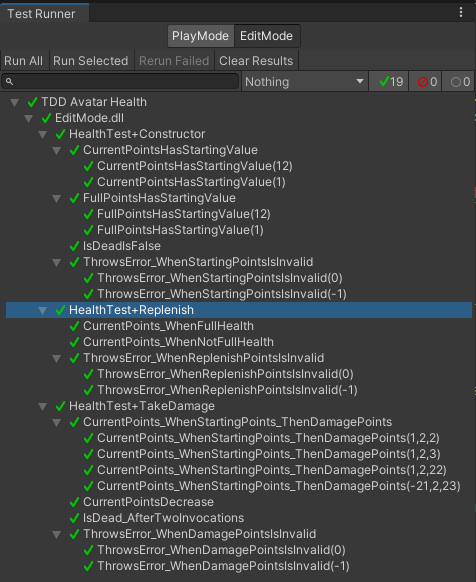 Test Runner
PlayMode EditMode
Run All Run Selected Rerun Failed Clear Results
Nothing 19 0 0
TDD Avatar Health
EditMode.dll
HealthTest+Constructor
CurrentPointsHasStartingValue
CurrentPointsHasStartingValue(12)
CurrentPointsHasStartingValue(1)
FullPointsHasStartingValue
FullPointsHasStartingValue(12)
FullPointsHasStartingValue(1)
IsDeadIsFalse
ThrowsError_WhenStartingPointsIsInvalid
ThrowsError_WhenStartingPointsIsInvalid(0)
ThrowsError_WhenStartingPointsIsInvalid(-1)
HealthTest+Replenish
CurrentPoints_WhenFullHealth
CurrentPoints_WhenNotFullHealth
ThrowsError_WhenReplenishPointsIsInvalid
ThrowsError_WhenReplenishPointsIsInvalid(0)
ThrowsError_WhenReplenishPointsIsInvalid(-1)
HealthTest+TakeDamage
CurrentPoints_WhenStartingPoints_ThenDamagePoints
CurrentPoints_WhenStartingPoints_ThenDamagePoints(1,2,2)
CurrentPoints_WhenStartingPoints_ThenDamagePoints(1,2,3)
CurrentPoints_WhenStartingPoints_ThenDamagePoints(1,2,22)
CurrentPoints_WhenStartingPoints_ThenDamagePoints(-21,2,23)
CurrentPointsDecrease
IsDead_AfterTwoInvocations
ThrowsError_WhenDamagePointsIsInvalid
ThrowsError_WhenDamagePointsIsInvalid(0)
ThrowsError_WhenDamagePointsIsInvalid(-1)